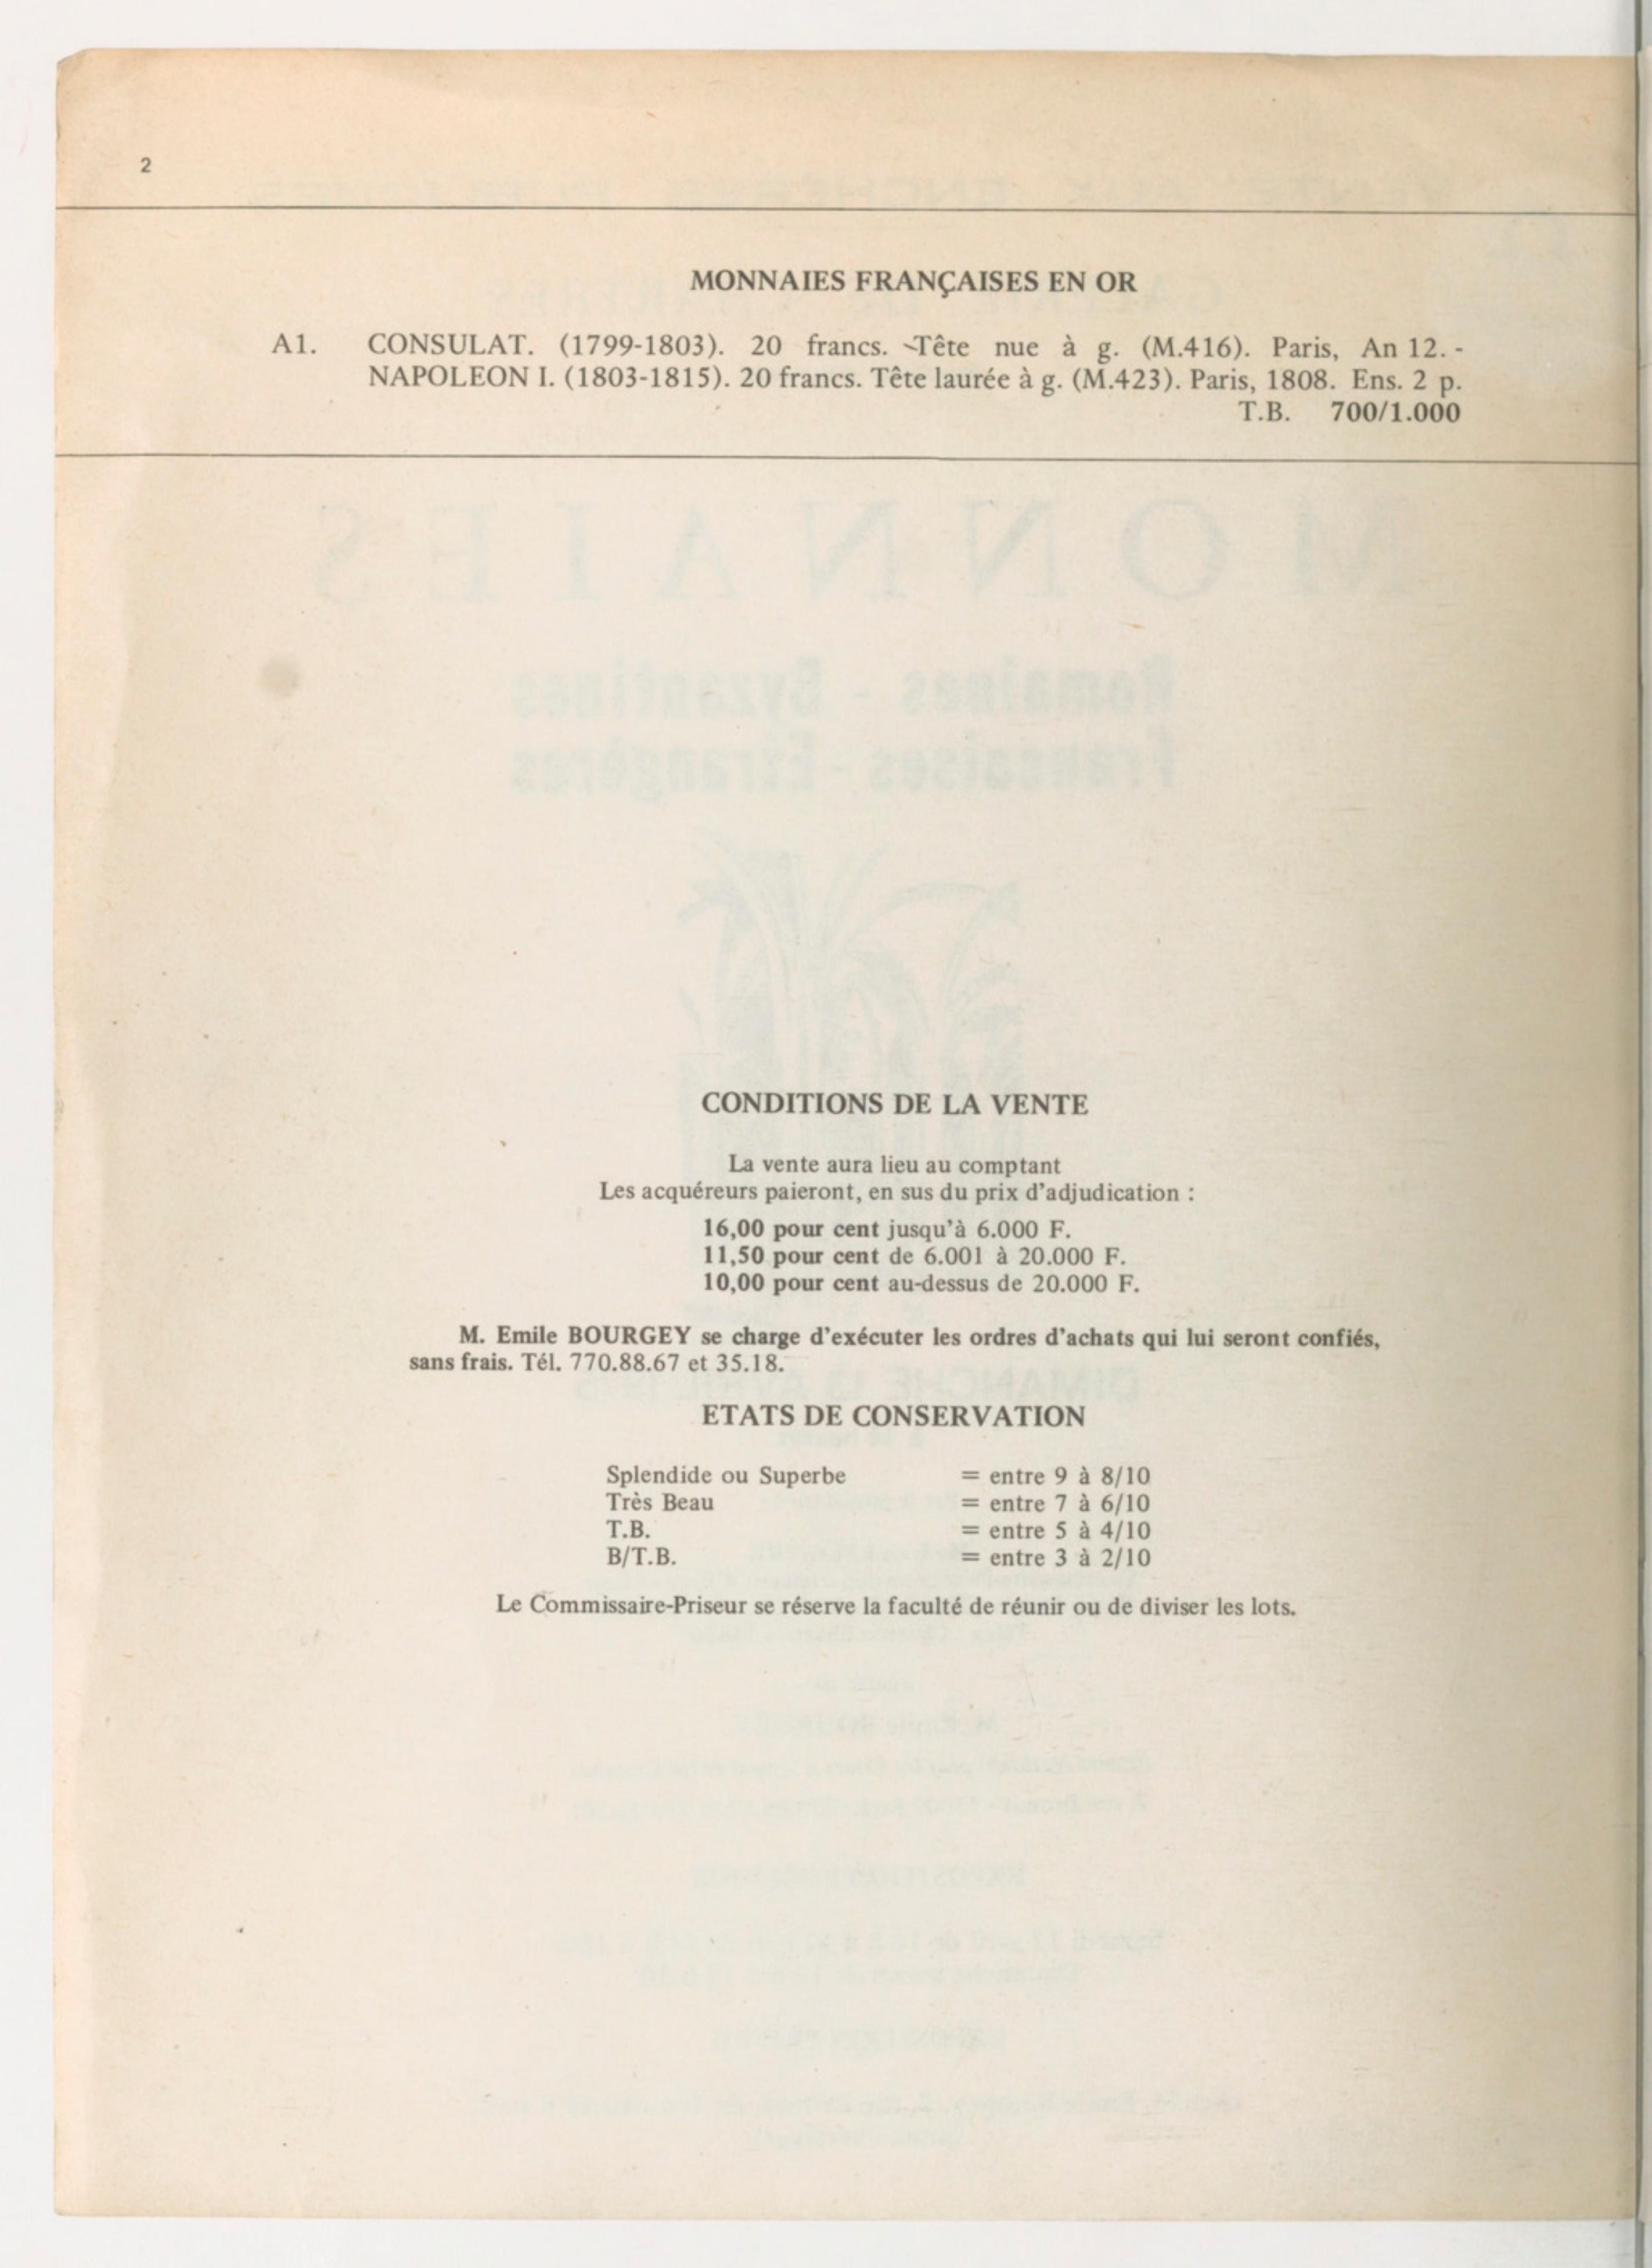 2
MONNAIES FRANÇAISES EN OR
A1. CONSULAT. (1799-1803). 20 francs. -Tête nue à g. (M.416). Paris, An 12. -
NAPOLEON I. (1803-1815). 20 francs. Tête laurée à g. (M.423). Paris, 1808. Ens. 2 p.
T.B. 700/1.000
MONNAIES
Romaines - Byzantines
Françaises - Etrangères
CONDITIONS DE LA VENTE
La vente aura lieu au comptant
Les acquéreurs paieront, en sus du prix d'adjudication :
16,00 pour cent jusqu'à 6.000 F.
11,50 pour cent de 6.001 à 20.000 F.
10,00 pour cent au-dessus de 20.000 F.
M. Emile BOURGEY se charge d'exécuter les ordres d'achats qui lui seront confiés,
sans frais. Tél. 770.88.67 et 35.18.
ETATS DE CONSERVATION
Splendide ou Superbe = entre 9 à 8/10
Très Beau = entre 7 à 6/10
T.B. = entre 5 à 4/10
B/T.B. = entre 3 à 2/10
Le Commissaire-Priseur se réserve la faculté de réunir ou de diviser les lots.